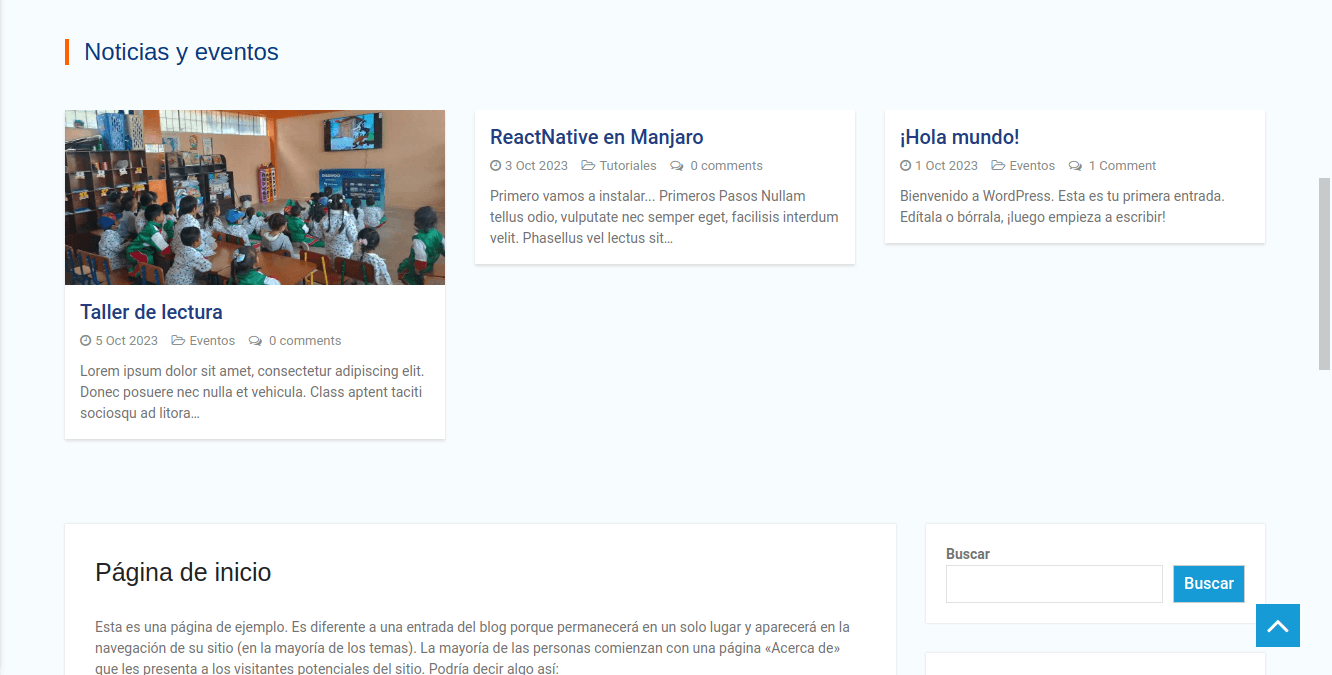 Noticias y eventos
Taller de lectura
5 Oct 2023 Eventos 0 comments
Lorem ipsum dolor sit amet, consectetur adipiscing elit.
Donec posuere nec nulla et vehicula. Class aptent taciti
sociosqu ad litora…
ReactNative en Manjaro
3 Oct 2023 Tutoriales 0 comments
Primero vamos a instalar... Primeros Pasos Nullam
tellus odio, vulputate nec semper eget, facilisis interdum
velit. Phasellus vel lectus sit…
¡Hola mundo!
1 Oct 2023 Eventos 1 Comment
Bienvenido a WordPress. Esta es tu primera entrada.
Edítala o bórrala, ¡luego empieza a escribir!
Página de inicio
Esta es una página de ejemplo. Es diferente a una entrada del blog porque permanecerá en un solo lugar y aparecerá en la
navegación de su sitio (en la mayoría de los temas). La mayoría de las personas comienzan con una página «Acerca de»
que les presenta a los visitantes potenciales del sitio. Podría decir algo así:
Buscar
Buscar